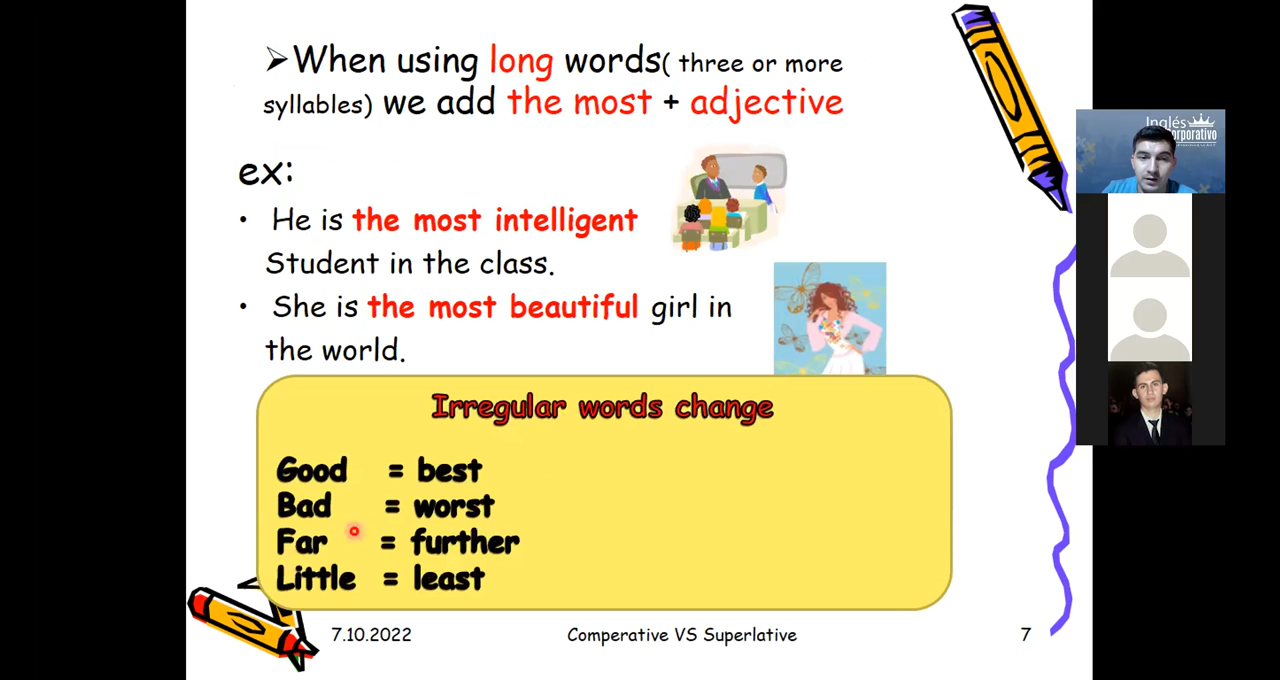 ➢When using long words( three or more
syllables) we add the most + adjective
ex:
• He is the most intelligent
Student in the class.
• She is the most beautiful girl in
the world.
Irregular words change
Good = best
Bad = worst
Far = further
Little = least
7.10.2022
Comperative VS Superlative
7
Inglés
orporativo